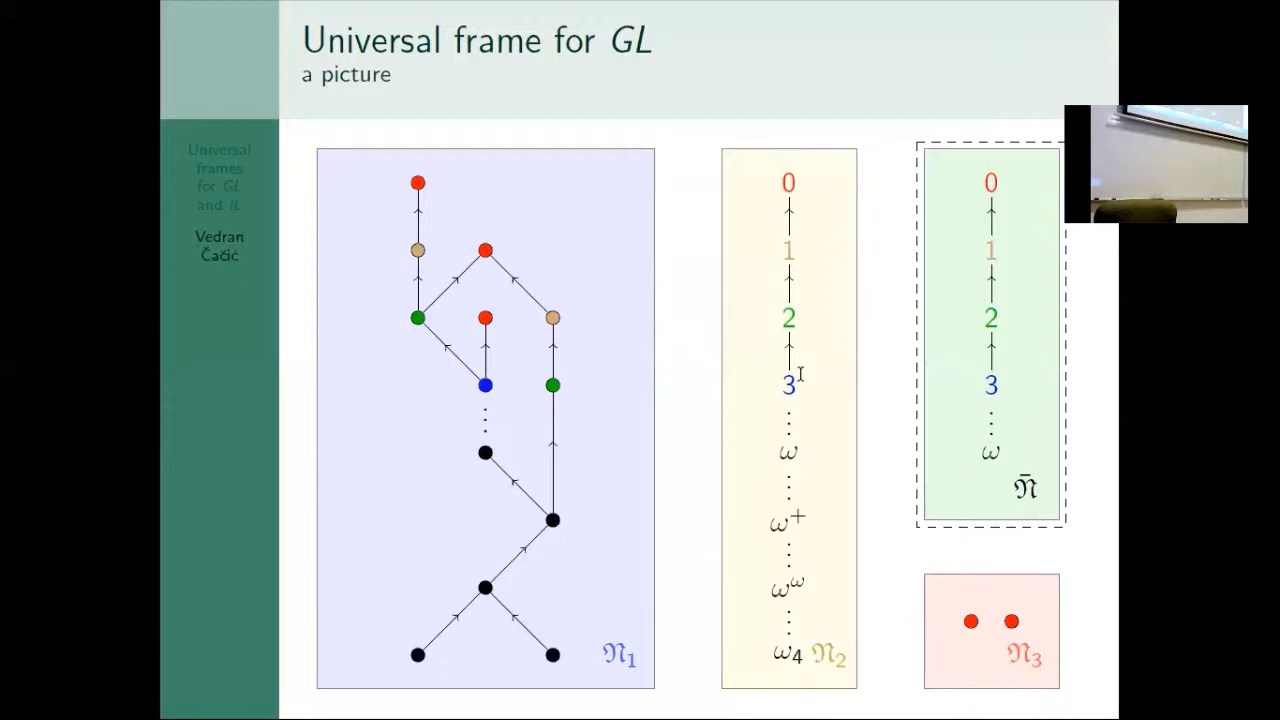 Universal frame for GL
a picture
Universal
frames
for GL
and IL
Vedran
Čačić
𝔑₁
0
1
2
3
⋮
ω
⋮
ω⁺
⋮
ω^ω
⋮
ω₄ 𝔑₂
0
1
2
3
⋮
ω
𝔑̄
𝔑₃